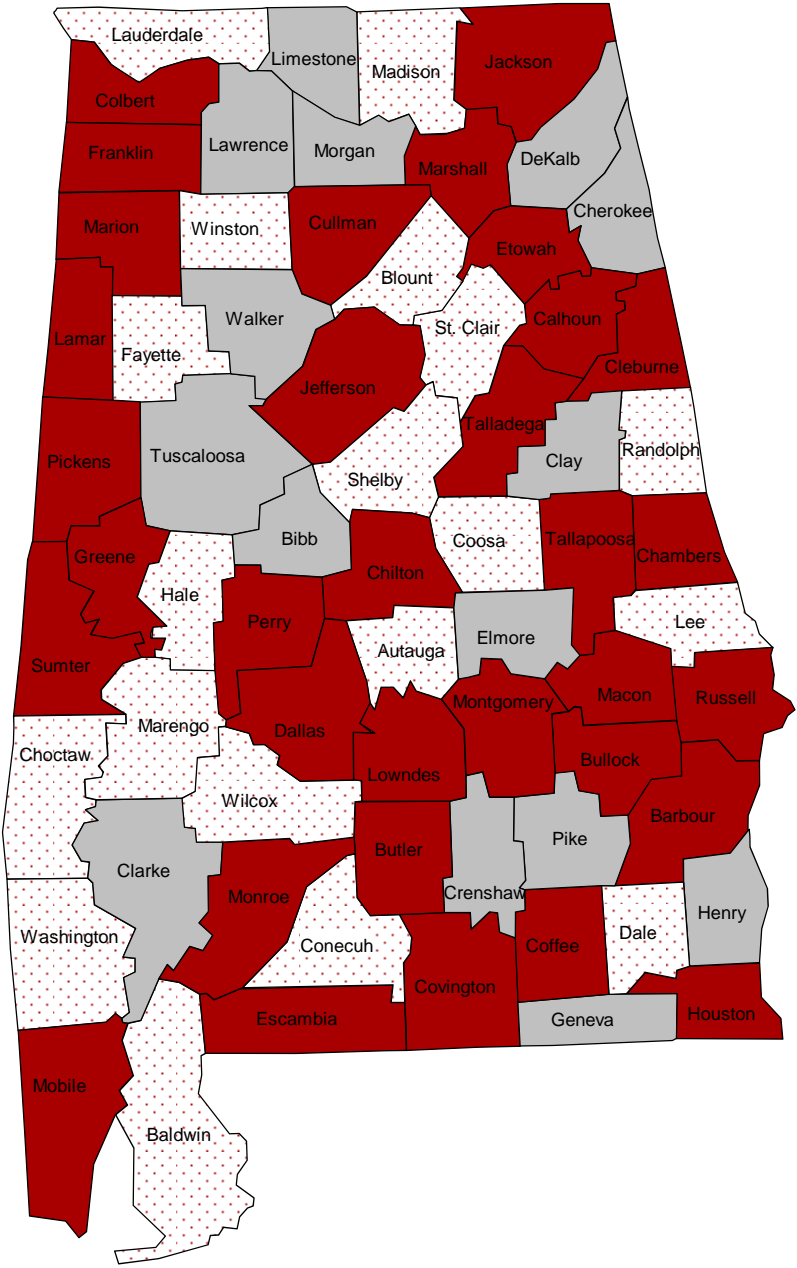 Lauderdale
Limestone
Madison
Jackson
Colbert
Franklin
Lawrence
Morgan
Marshall
DeKalb
Cherokee
Marion
Winston
Cullman
Blount
Etowah
Lamar
Fayette
Walker
St. Clair
Calhoun
Cleburne
Jefferson
Talladega
Pickens
Tuscaloosa
Shelby
Clay
Randolph
Bibb
Coosa
Tallapoosa
Chambers
Greene
Hale
Chilton
Perry
Lee
Sumter
Autauga
Elmore
Montgomery
Macon
Russell
Choctaw
Marengo
Dallas
Lowndes
Bullock
Wilcox
Butler
Pike
Barbour
Clarke
Monroe
Crenshaw
Henry
Washington
Conecuh
Coffee
Dale
Covington
Escambia
Geneva
Houston
Mobile
Baldwin